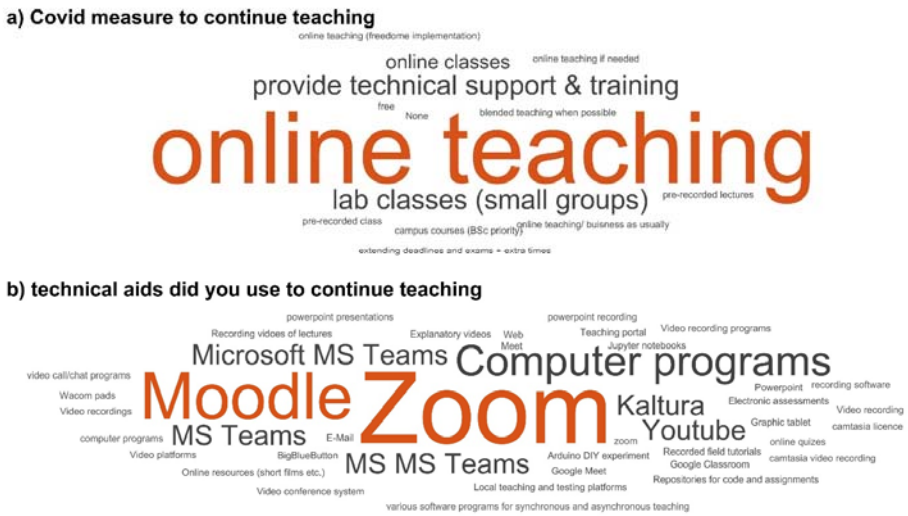 a) Covid measure to continue teaching
online teaching (freedome implementation)
online classes
online teaching if needed
provide technical support & training
free
None
blended teaching when possible
online teaching
lab classes (small groups)
pre-recorded lectures
pre-recorded class
campus courses (BSc priority)
online teaching/ buisness as usually
extending deadlines and exams = extra times
b) technical aids did you use to continue teaching
powerpoint presentations
powerpoint recording
Recording vidoes of lectures
Explanatory videos
Web
Meet
Teaching portal
Video recording programs
Jupyter notebooks
Microsoft MS Teams
Computer programs
video call/chat programs
Moodle
Zoom
Powerpoint
recording software
Wacom pads
Electronic assessments
Video recordings
Kaltura
Video recording
computer programs
MS Teams
E-Mail
zoom
Youtube
Graphic tablet
camtasia licence
online quizes
Video platforms
BigBlueButton
MS MS Teams
Arduino DIY experiment
Recorded field tutorials
camtasia video recording
Online resources (short films etc.)
Google Meet
Google Classroom
Repositories for code and assignments
Video conference system
Local teaching and testing platforms
various software programs for synchronous and asynchronous teaching